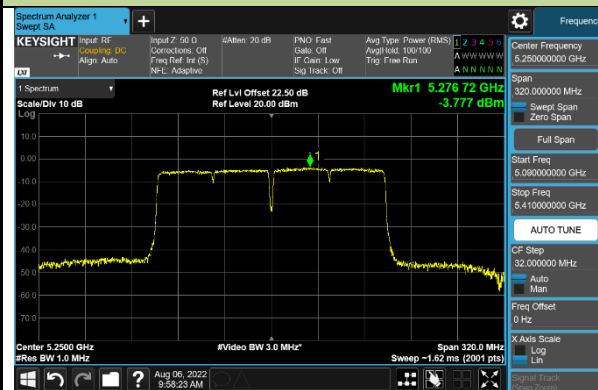 Spectrum Analyzer 1
Swept SA
Frequenc
KEYSIGHT
Input: RF
Coupling: DC
Align: Auto
Input Z: 50 Ω
Corrections: Off
Freq Ref: Int (S)
NFE: Adaptive
#Atten: 20 dB
PNO: Fast
Gate: Off
IF Gain: Low
Sig Track: Off
Avg Type: Power (RMS)
Avg|Hold: 100/100
Trig: Free Run
1 2 3 4 5 6
A W W W W W
A N N N N N
LXI
1 Spectrum
Scale/Div 10 dB
Log
Ref Lvl Offset 22.50 dB
Ref Level 20.00 dBm
Mkr1 5.276 72 GHz
-3.777 dBm
10.0
0.00
-10.0
-20.0
-30.0
-40.0
-50.0
-60.0
-70.0
1
Center 5.2500 GHz
#Res BW 1.0 MHz
#Video BW 3.0 MHz*
Span 320.0 MHz
Sweep ~1.62 ms (2001 pts)
Aug 06, 2022
9:58:23 AM
Center Frequency
5.250000000 GHz
Span
320.000000 MHz
Swept Span
Zero Span
Full Span
Start Freq
5.090000000 GHz
Stop Freq
5.410000000 GHz
AUTO TUNE
CF Step
32.000000 MHz
Auto
Man
Freq Offset
0 Hz
X Axis Scale
Log
Lin
Signal Track
(Span Zoom)